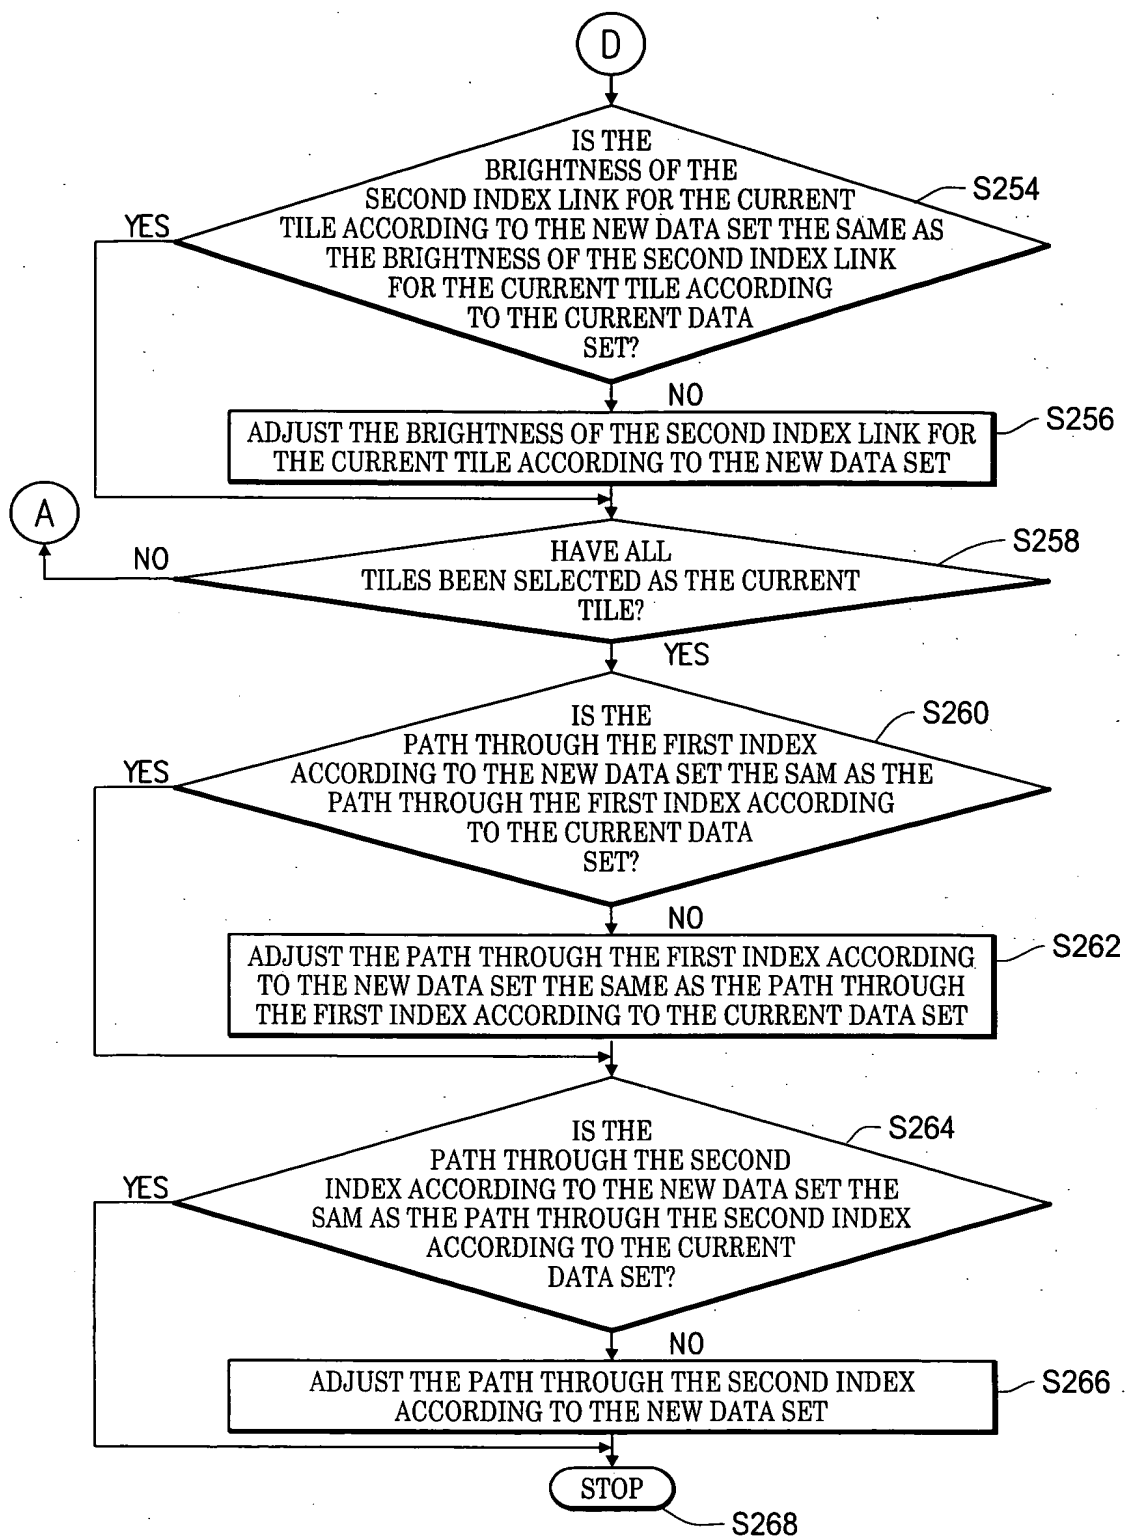 D
IS THE
BRIGHTNESS OF THE
SECOND INDEX LINK FOR THE CURRENT
TILE ACCORDING TO THE NEW DATA SET THE SAME AS
THE BRIGHTNESS OF THE SECOND INDEX LINK
FOR THE CURRENT TILE ACCORDING
TO THE CURRENT DATA
SET?
S254
YES
NO
ADJUST THE BRIGHTNESS OF THE SECOND INDEX LINK FOR
THE CURRENT TILE ACCORDING TO THE NEW DATA SET
S256
A
NO
HAVE ALL
TILES BEEN SELECTED AS THE CURRENT
TILE?
S258
YES
IS THE
PATH THROUGH THE FIRST INDEX
ACCORDING TO THE NEW DATA SET THE SAM AS THE
PATH THROUGH THE FIRST INDEX ACCORDING
TO THE CURRENT DATA
SET?
S260
YES
NO
ADJUST THE PATH THROUGH THE FIRST INDEX ACCORDING
TO THE NEW DATA SET THE SAME AS THE PATH THROUGH
THE FIRST INDEX ACCORDING TO THE CURRENT DATA SET
S262
IS THE
PATH THROUGH THE SECOND
INDEX ACCORDING TO THE NEW DATA SET THE
SAM AS THE PATH THROUGH THE SECOND INDEX
ACCORDING TO THE CURRENT
DATA SET?
S264
YES
NO
ADJUST THE PATH THROUGH THE SECOND INDEX
ACCORDING TO THE NEW DATA SET
S266
STOP
S268